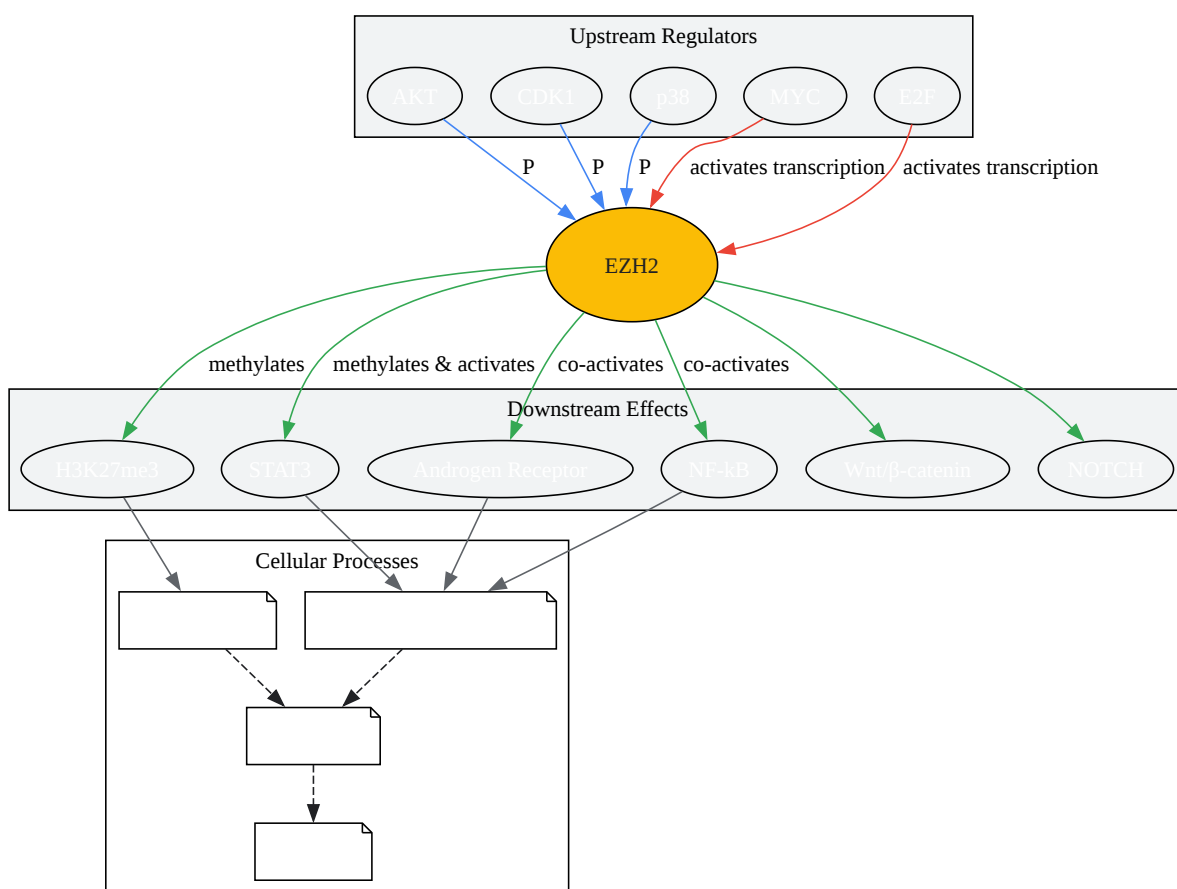 Upstream Regulators
AKT
CDK1
p38
MYC
E2F
P
P
P
activates transcription
activates transcription
EZH2
methylates
methylates & activates
co-activates
co-activates
Downstream Effects
H3K27me3
STAT3
Androgen Receptor
NF-kB
Wnt/β-catenin
NOTCH
Cellular Processes